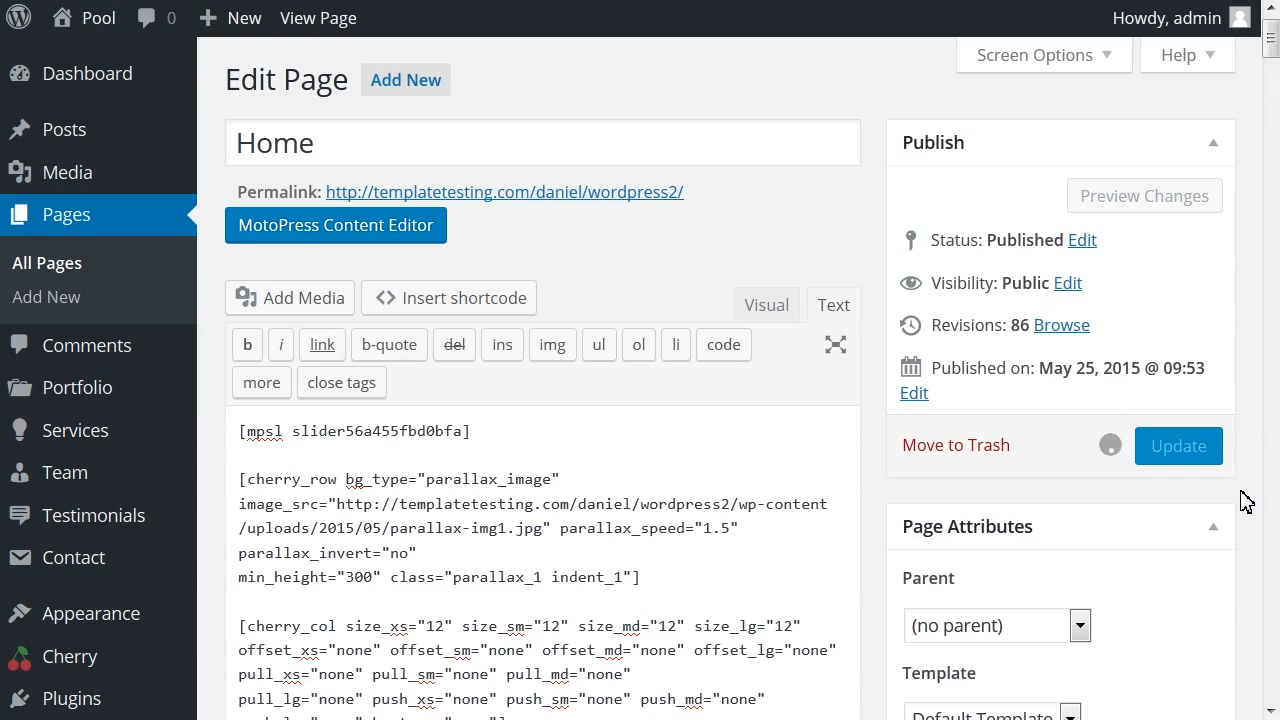 Pool
0
New
View Page
Howdy, admin
Dashboard
Posts
Media
Pages
All Pages
Add New
Comments
Portfolio
Services
Team
Testimonials
Contact
Appearance
Cherry
Plugins
Screen Options
Help
Edit Page
Add New
Home
Permalink: http://templatetesting.com/daniel/wordpress2/
MotoPress Content Editor
Add Media
Insert shortcode
Visual
Text
b
i
link
b-quote
del
ins
img
ul
ol
li
code
more
close tags
[mpsl slider56a455fbd0bfa]
[cherry_row bg_type="parallax_image"
image_src="http://templatetesting.com/daniel/wordpress2/wp-content
/uploads/2015/05/parallax-img1.jpg" parallax_speed="1.5"
parallax_invert="no"
min_height="300" class="parallax_1 indent_1"]
[cherry_col size_xs="12" size_sm="12" size_md="12" size_lg="12"
offset_xs="none" offset_sm="none" offset_md="none" offset_lg="none"
pull_xs="none" pull_sm="none" pull_md="none"
pull_lg="none" push_xs="none" push_sm="none" push_md="none"
Publish
Preview Changes
Status: Published Edit
Visibility: Public Edit
Revisions: 86 Browse
Published on: May 25, 2015 @ 09:53
Edit
Move to Trash
Update
Page Attributes
Parent
(no parent)
Template
Default Template